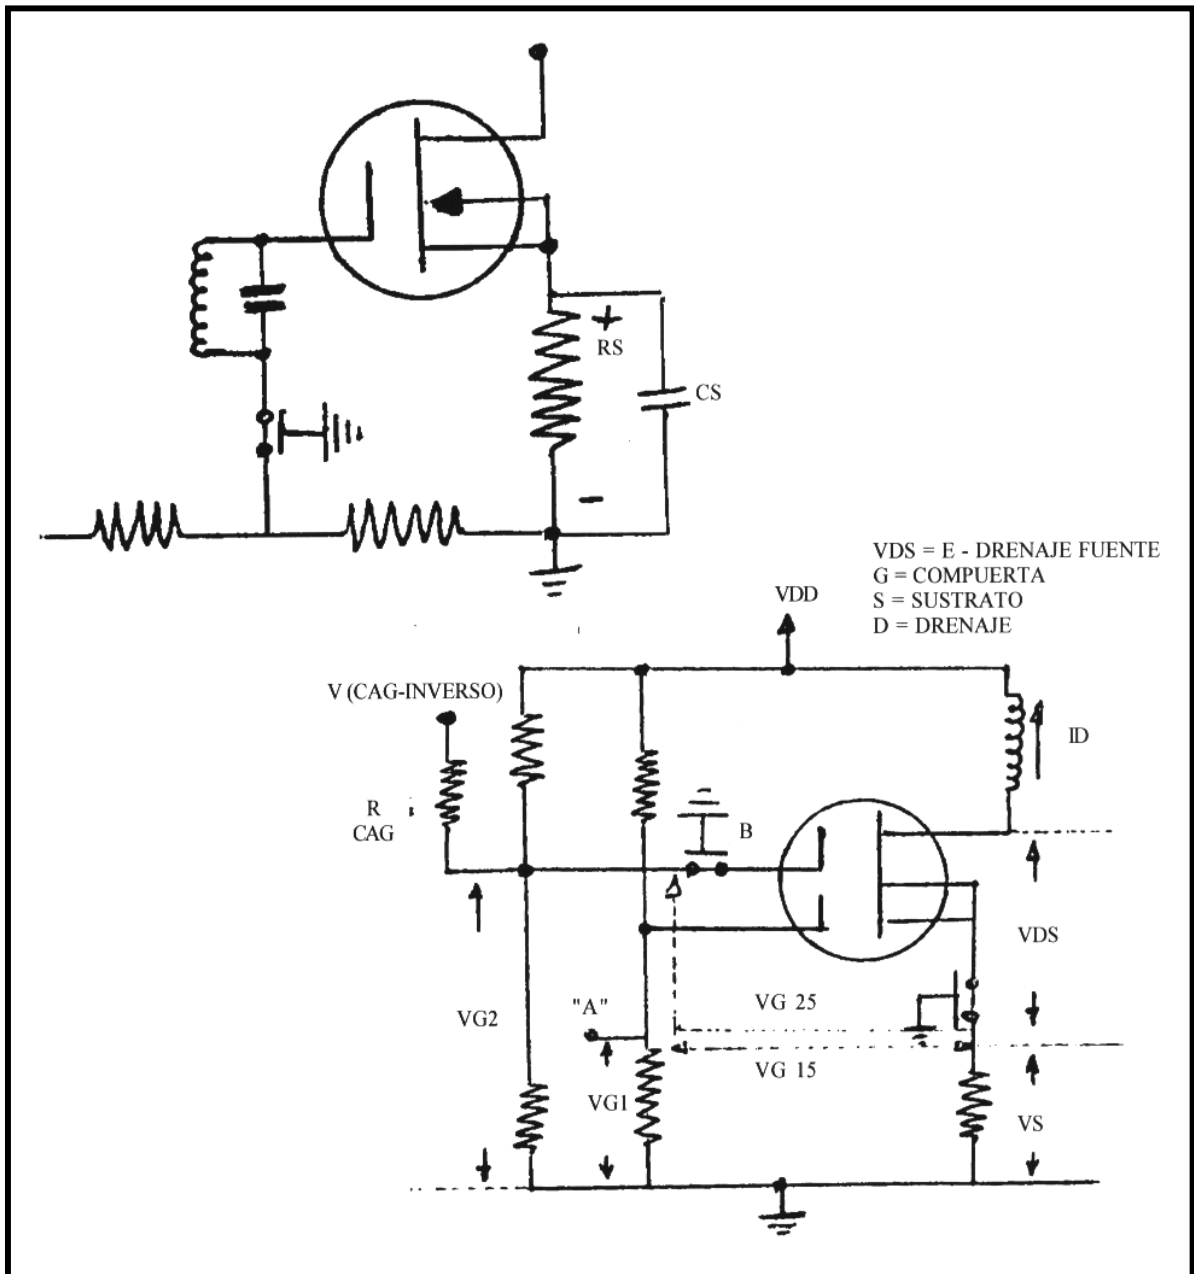 +
RS
CS
-
VDS = E - DRENAJE FUENTE
G = COMPUERTA
S = SUSTRATO
D = DRENAJE
VDD
V (CAG-INVERSO)
ID
R
CAG
B
VDS
"A"
VG 25
VG2
VG 15
VG1
VS